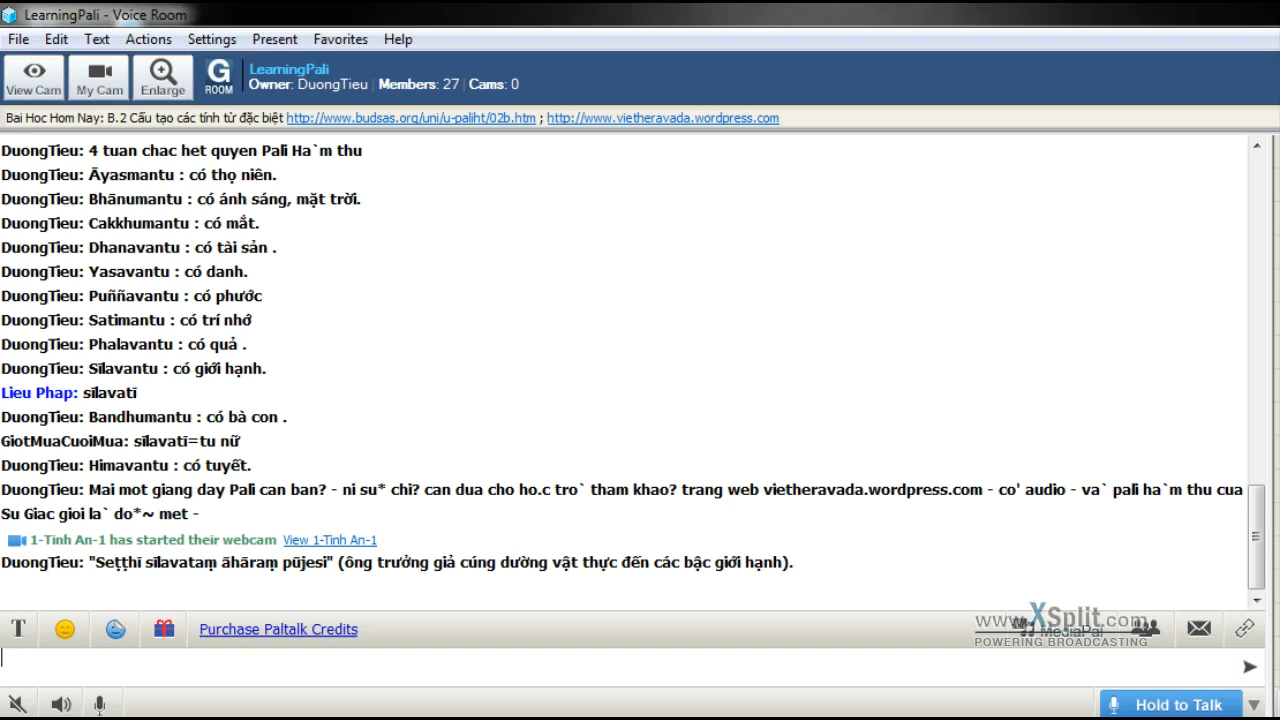 LearningPali - Voice Room
File Edit Text Actions Settings Present Favorites Help
View Cam My Cam Enlarge G ROOM
LearningPali
Owner: DuongTieu | Members: 27 | Cams: 0
Bai Hoc Hom Nay: B.2 Cấu tạo các tính từ đặc biệt http://www.budsas.org/uni/u-paliht/02b.htm ; http://www.vietheravada.wordpress.com
DuongTieu: 4 tuan chac het quyen Pali Ha`m thu
DuongTieu: Āyasmantu : có thọ niên.
DuongTieu: Bhānumantu : có ánh sáng, mặt trời.
DuongTieu: Cakkhumantu : có mắt.
DuongTieu: Dhanavantu : có tài sản .
DuongTieu: Yasavantu : có danh.
DuongTieu: Puññavantu : có phước
DuongTieu: Satimantu : có trí nhớ
DuongTieu: Phalavantu : có quả .
DuongTieu: Sīlavantu : có giới hạnh.
Lieu Phap: sīlavatī
DuongTieu: Bandhumantu : có bà con .
GiotMuaCuoiMua: sīlavatī=tu nữ
DuongTieu: Himavantu : có tuyết.
DuongTieu: Mai mot giang day Pali can ban? - ni su* chi? can dua cho ho.c tro` tham khao? trang web vietheravada.wordpress.com - co' audio - va` pali ha`m thu cua
Su Giac gioi la` do*~ met -
1-Tinh An-1 has started their webcam View 1-Tinh An-1
DuongTieu: "Seṭṭhī sīlavataṃ āhāraṃ pūjesi" (ông trưởng giả cúng dường vật thực đến các bậc giới hạnh).
T Purchase Paltalk Credits
www.XSplit.com
MediaPal
POWERING BROADCASTING
Hold to Talk